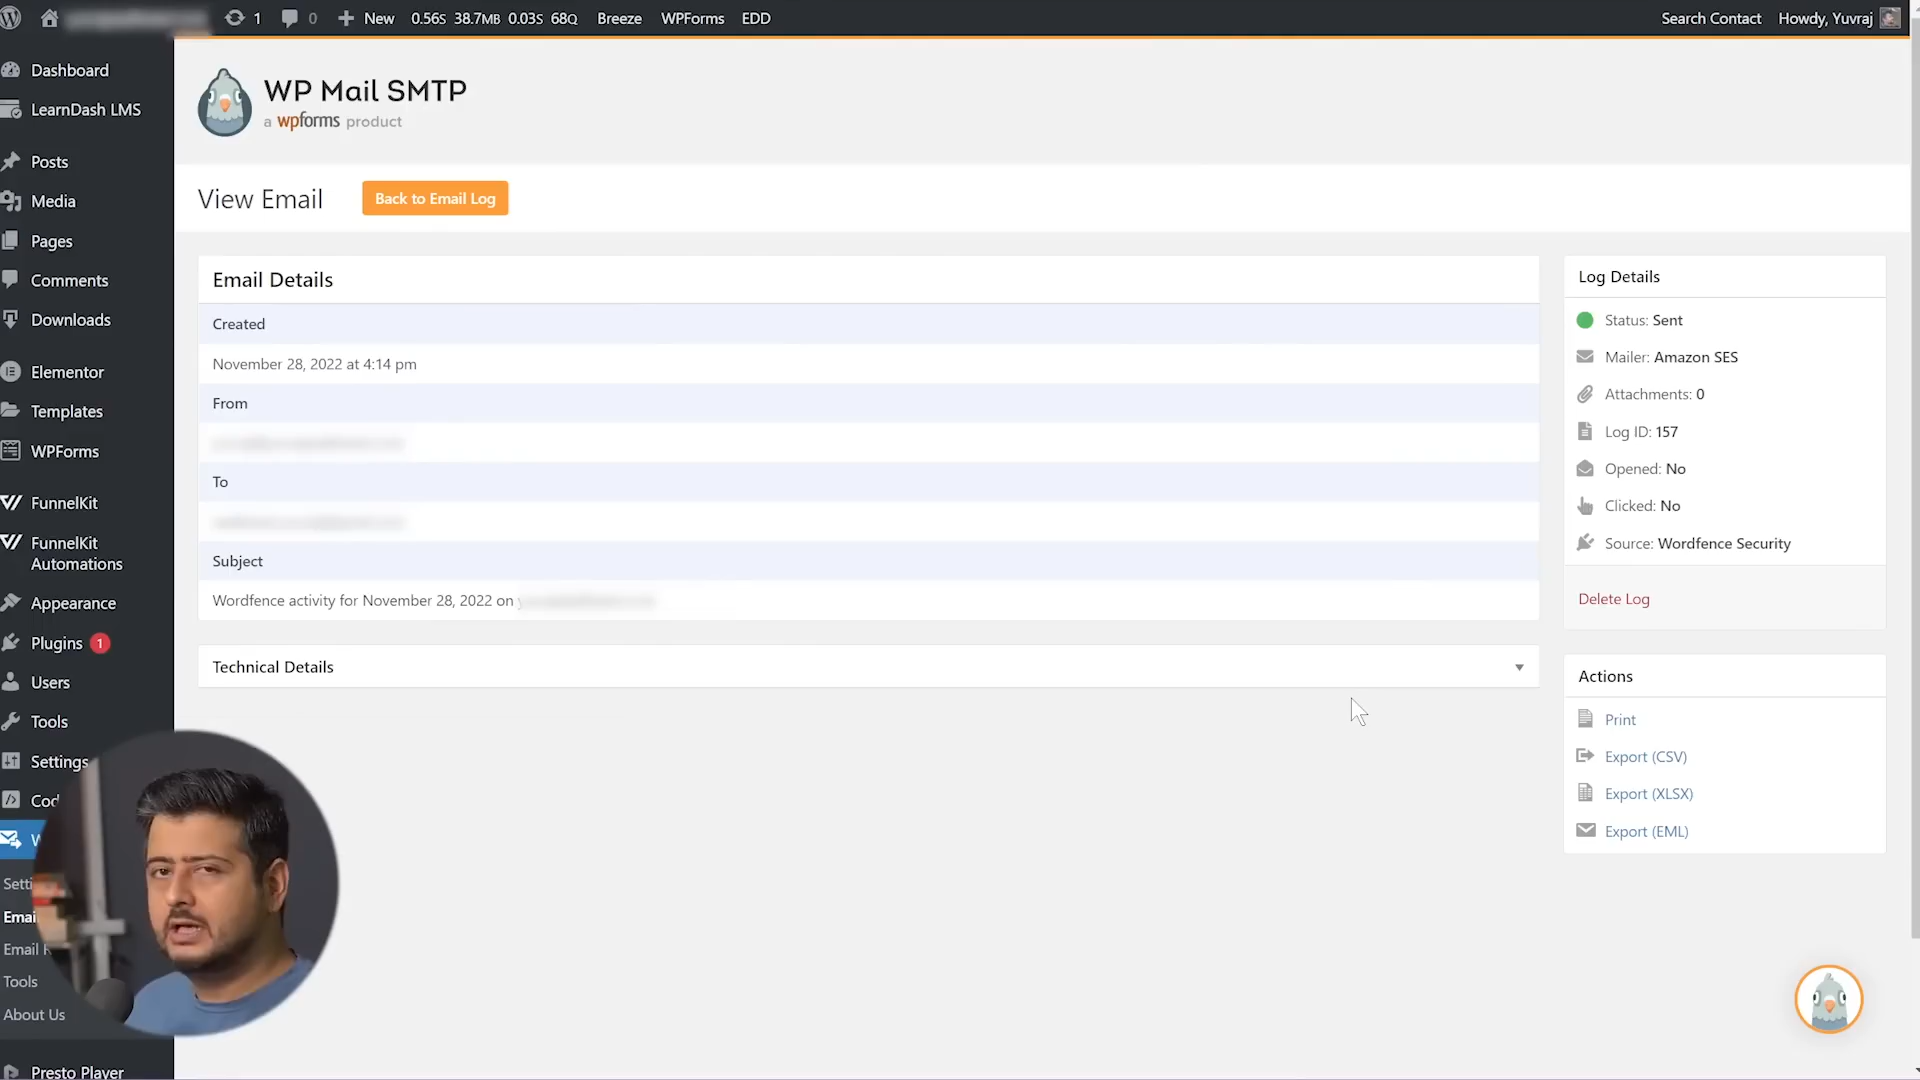 1
0
New
0.56S 38.7MB 0.03S 68Q
Breeze
WPForms
EDD
Search Contact
Howdy, Yuvraj
Dashboard
LearnDash LMS
Posts
Media
Pages
Comments
Downloads
Elementor
Templates
WPForms
FunnelKit
FunnelKit
Automations
Appearance
Plugins 1
Users
Tools
Settings
Email
Tools
About Us
Presto Player
WP Mail SMTP
a wpforms product
View Email
Back to Email Log
Email Details
Created
November 28, 2022 at 4:14 pm
From
To
Subject
Wordfence activity for November 28, 2022 on
Technical Details
Log Details
Status: Sent
Mailer: Amazon SES
Attachments: 0
Log ID: 157
Opened: No
Clicked: No
Source: Wordfence Security
Delete Log
Actions
Print
Export (CSV)
Export (XLSX)
Export (EML)